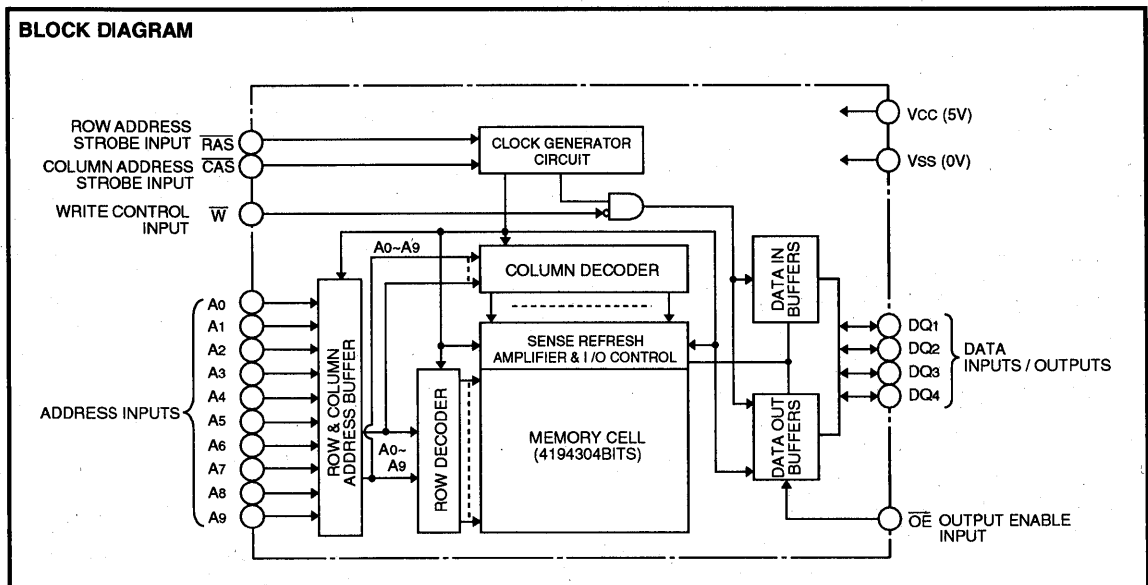 BLOCK DIAGRAM
ROW ADDRESS
STROBE INPUT R̅A̅S̅
COLUMN ADDRESS C̅A̅S̅
STROBE INPUT
WRITE CONTROL W̅
INPUT
CLOCK GENERATOR
CIRCUIT
VCC (5V)
VSS (0V)
A0~A9
COLUMN DECODER
SENSE REFRESH
AMPLIFIER & I /O CONTROL
MEMORY CELL
(4194304BITS)
ROW DECODER
A0~
A9
ROW & COLUMN
ADDRESS BUFFER
ADDRESS INPUTS
A0
A1
A2
A3
A4
A5
A6
A7
A8
A9
DATA IN
BUFFERS
DATA OUT
BUFFERS
DQ1
DQ2
DQ3
DQ4
DATA
INPUTS / OUTPUTS
O̅E̅ OUTPUT ENABLE
INPUT